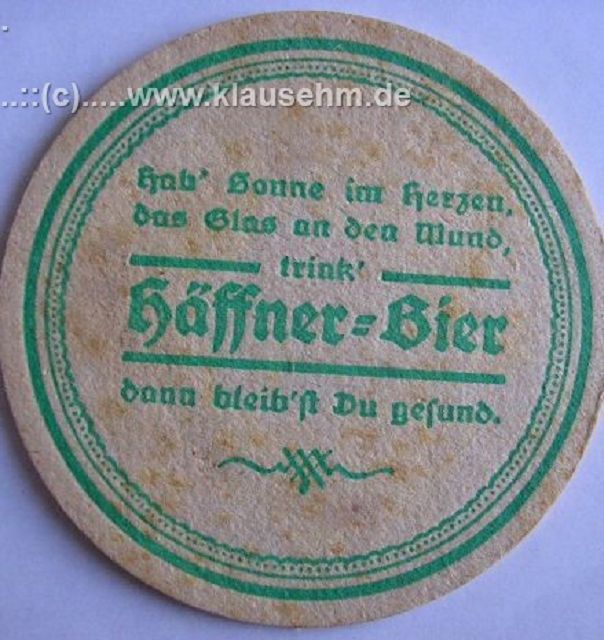 ...::(c).....www.klausehm.de
Hab' Sonne im Herzen,
das Glas an den Mund,
trink'
Häffner-Bier
dann bleib'st Du gesund.